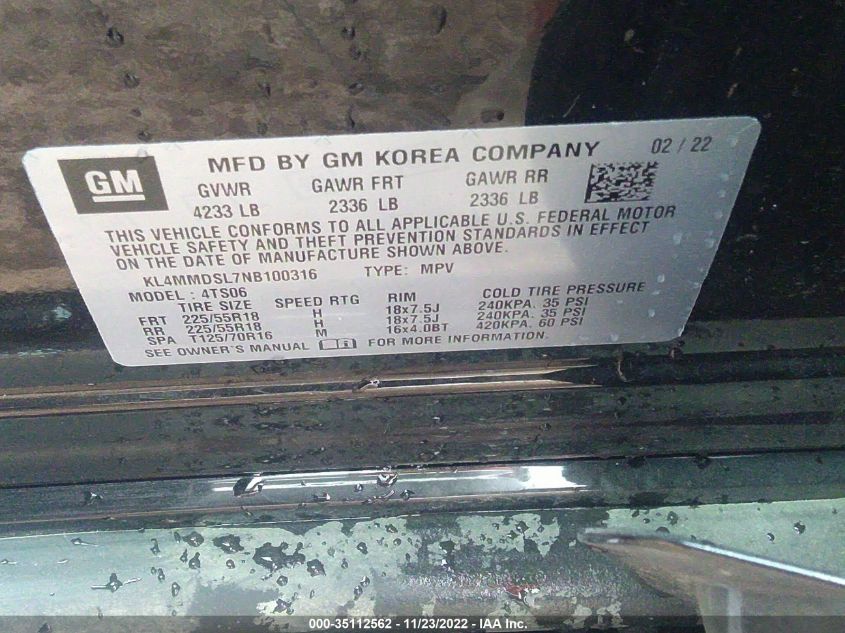 GM
MFD BY GM KOREA COMPANY 02 / 22
GVWR GAWR FRT GAWR RR
4233 LB 2336 LB 2336 LB
THIS VEHICLE CONFORMS TO ALL APPLICABLE U.S. FEDERAL MOTOR
VEHICLE SAFETY AND THEFT PREVENTION STANDARDS IN EFFECT
ON THE DATE OF MANUFACTURE SHOWN ABOVE.
KL4MMDSL7NB100316 TYPE: MPV
MODEL : 4TS06
TIRE SIZE SPEED RTG RIM COLD TIRE PRESSURE
FRT 225/55R18 H 18x7.5J 240KPA. 35 PSI
RR 225/55R18 H 18x7.5J 240KPA. 35 PSI
SPA T125/70R16 M 16x4.0BT 420KPA. 60 PSI
SEE OWNER'S MANUAL FOR MORE INFORMATION.
000-35112562 - 11/23/2022 - IAA Inc.